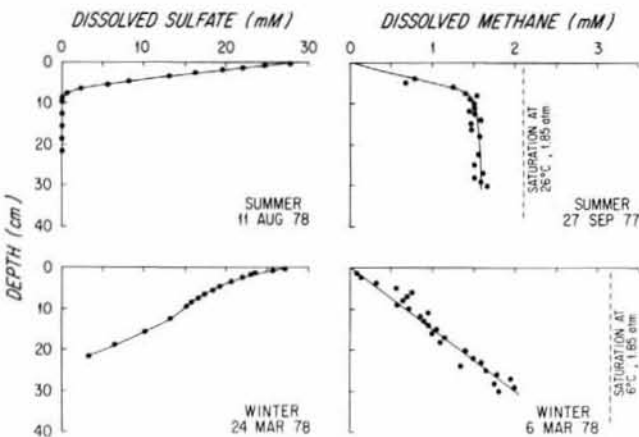 DISSOLVED SULFATE (mM)
DISSOLVED METHANE (mM)
0 10 20 30
0 1 2 3
0
10
20
30
40
SUMMER
11 AUG 78
SATURATION AT
26°C, 1.85 atm
SUMMER
27 SEP 77
DEPTH (cm)
0
10
20
30
40
WINTER
24 MAR 78
SATURATION AT
6°C, 1.85 atm
WINTER
6 MAR 78